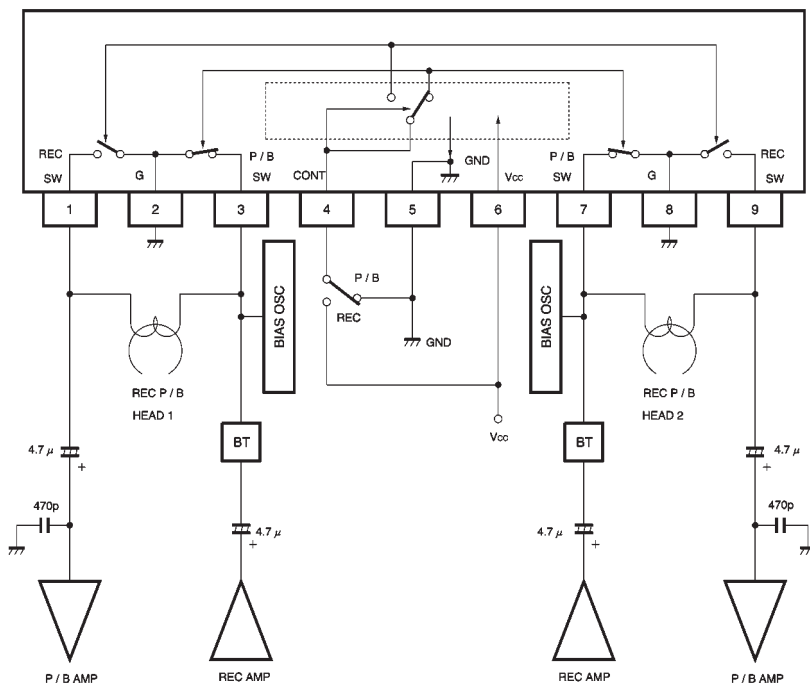 REC
SW
G
P / B
SW
CONT
GND
Vcc
P / B
SW
G
REC
SW
1
2
3
4
5
6
7
8
9
P / B
REC
GND
Vcc
BIAS OSC
BIAS OSC
REC P / B
HEAD 1
REC P / B
HEAD 2
BT
BT
4.7 μ
+
4.7 μ
+
470p
470p
4.7 μ
+
4.7 μ
+
P / B AMP
REC AMP
REC AMP
P / B AMP